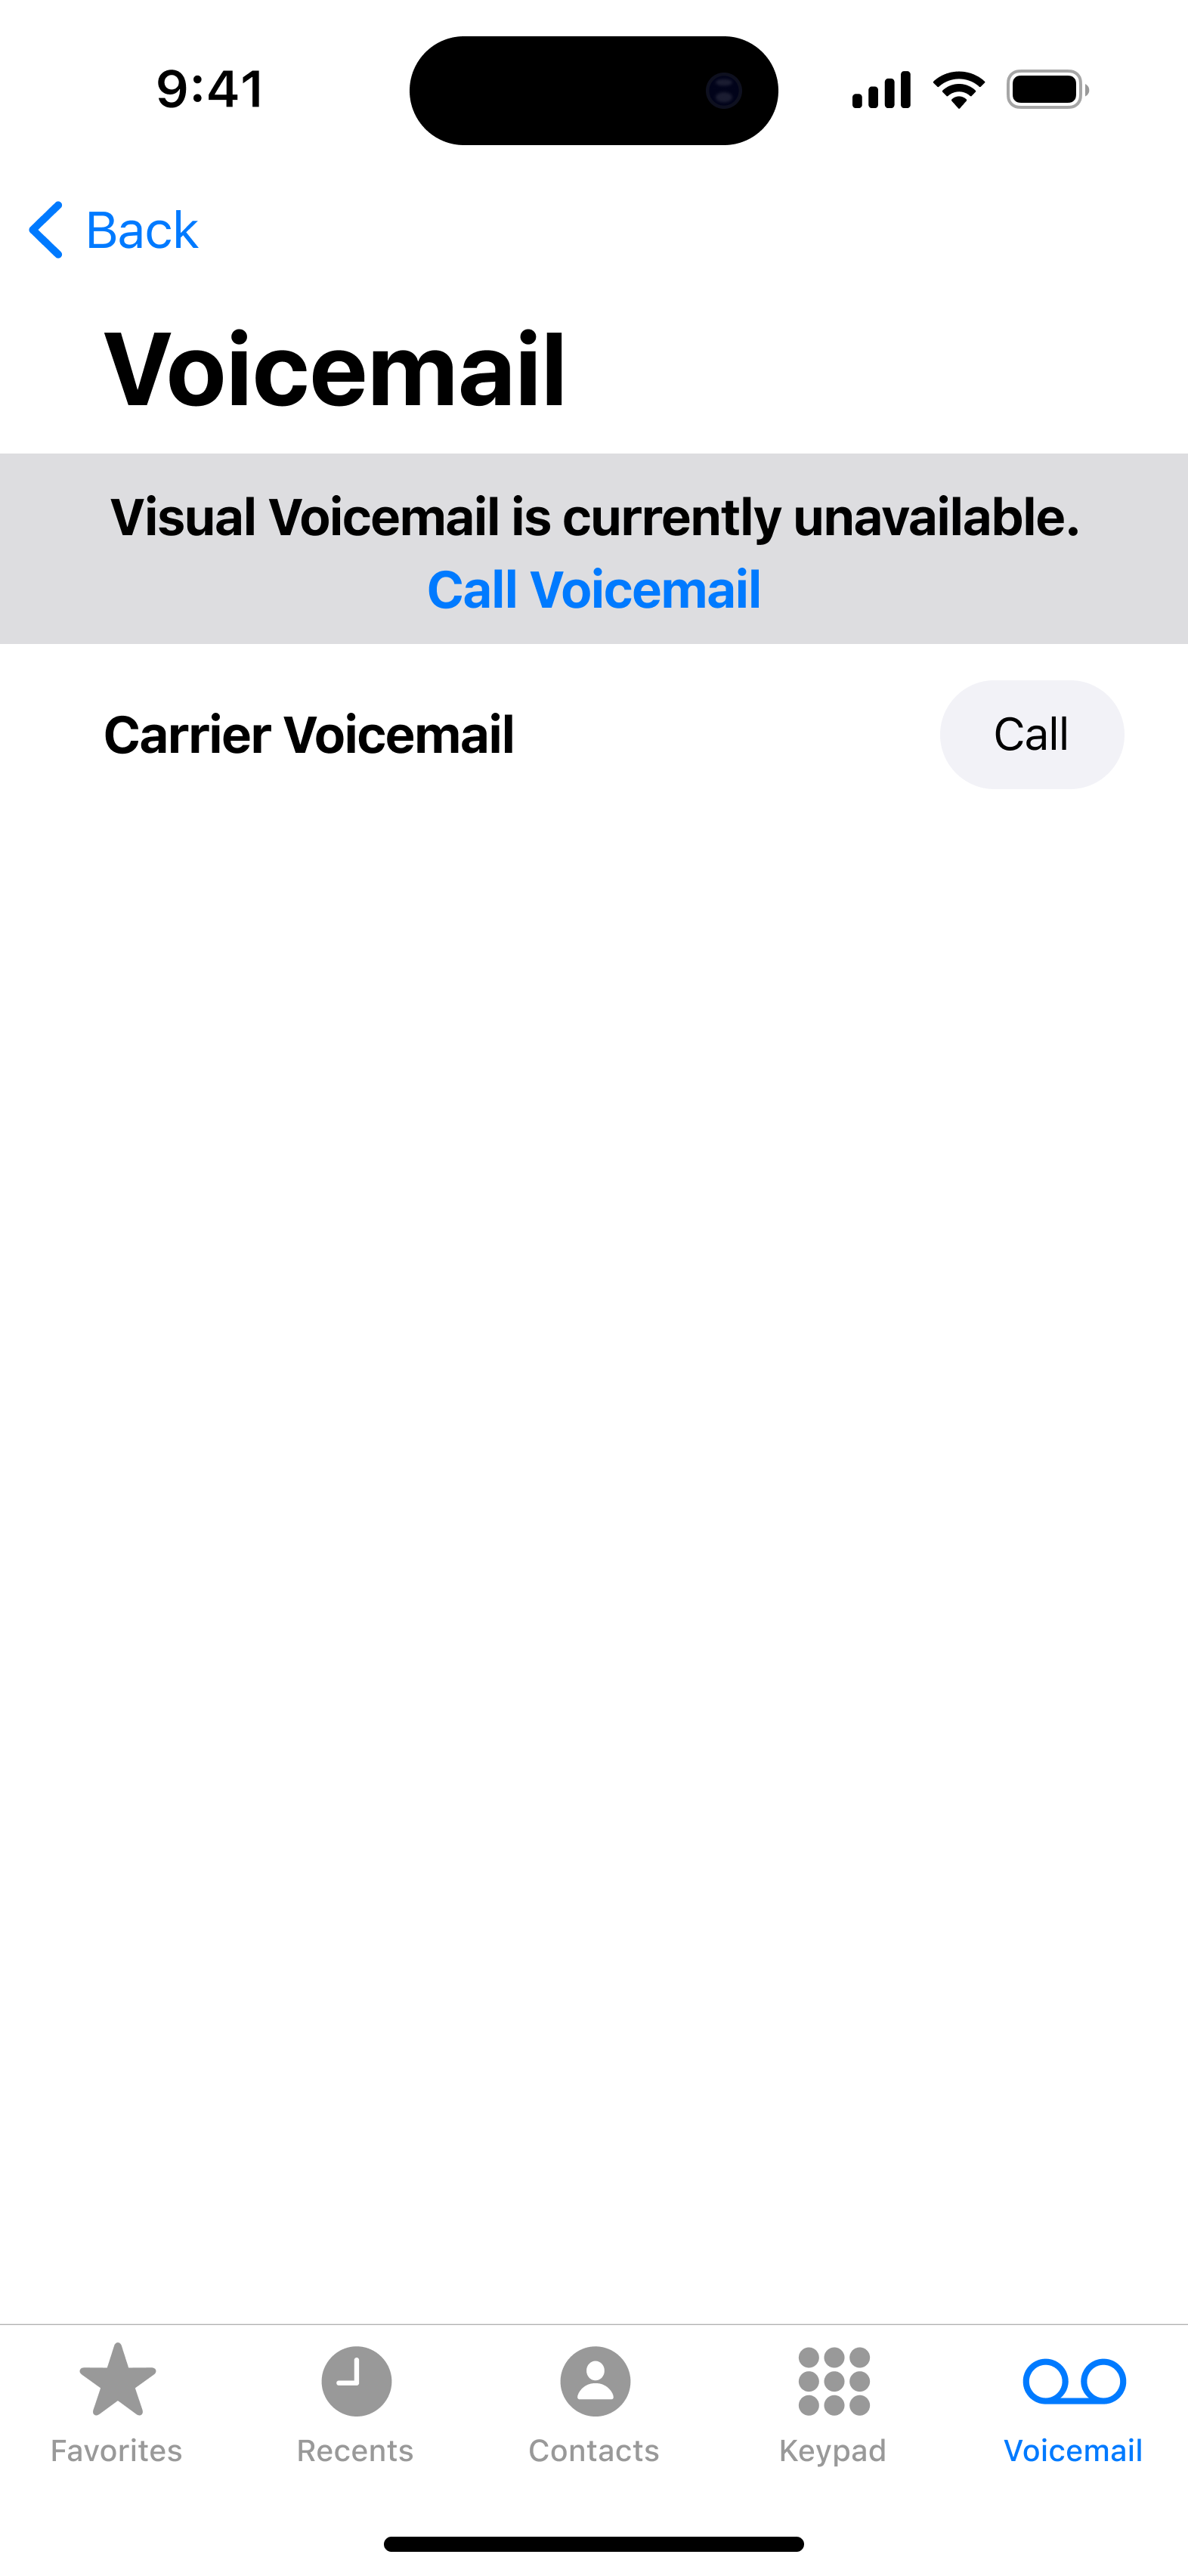 9:41
Back
Voicemail
Visual Voicemail is currently unavailable.
Call Voicemail
Carrier Voicemail
Call
Favorites
Recents
Contacts
Keypad
Voicemail